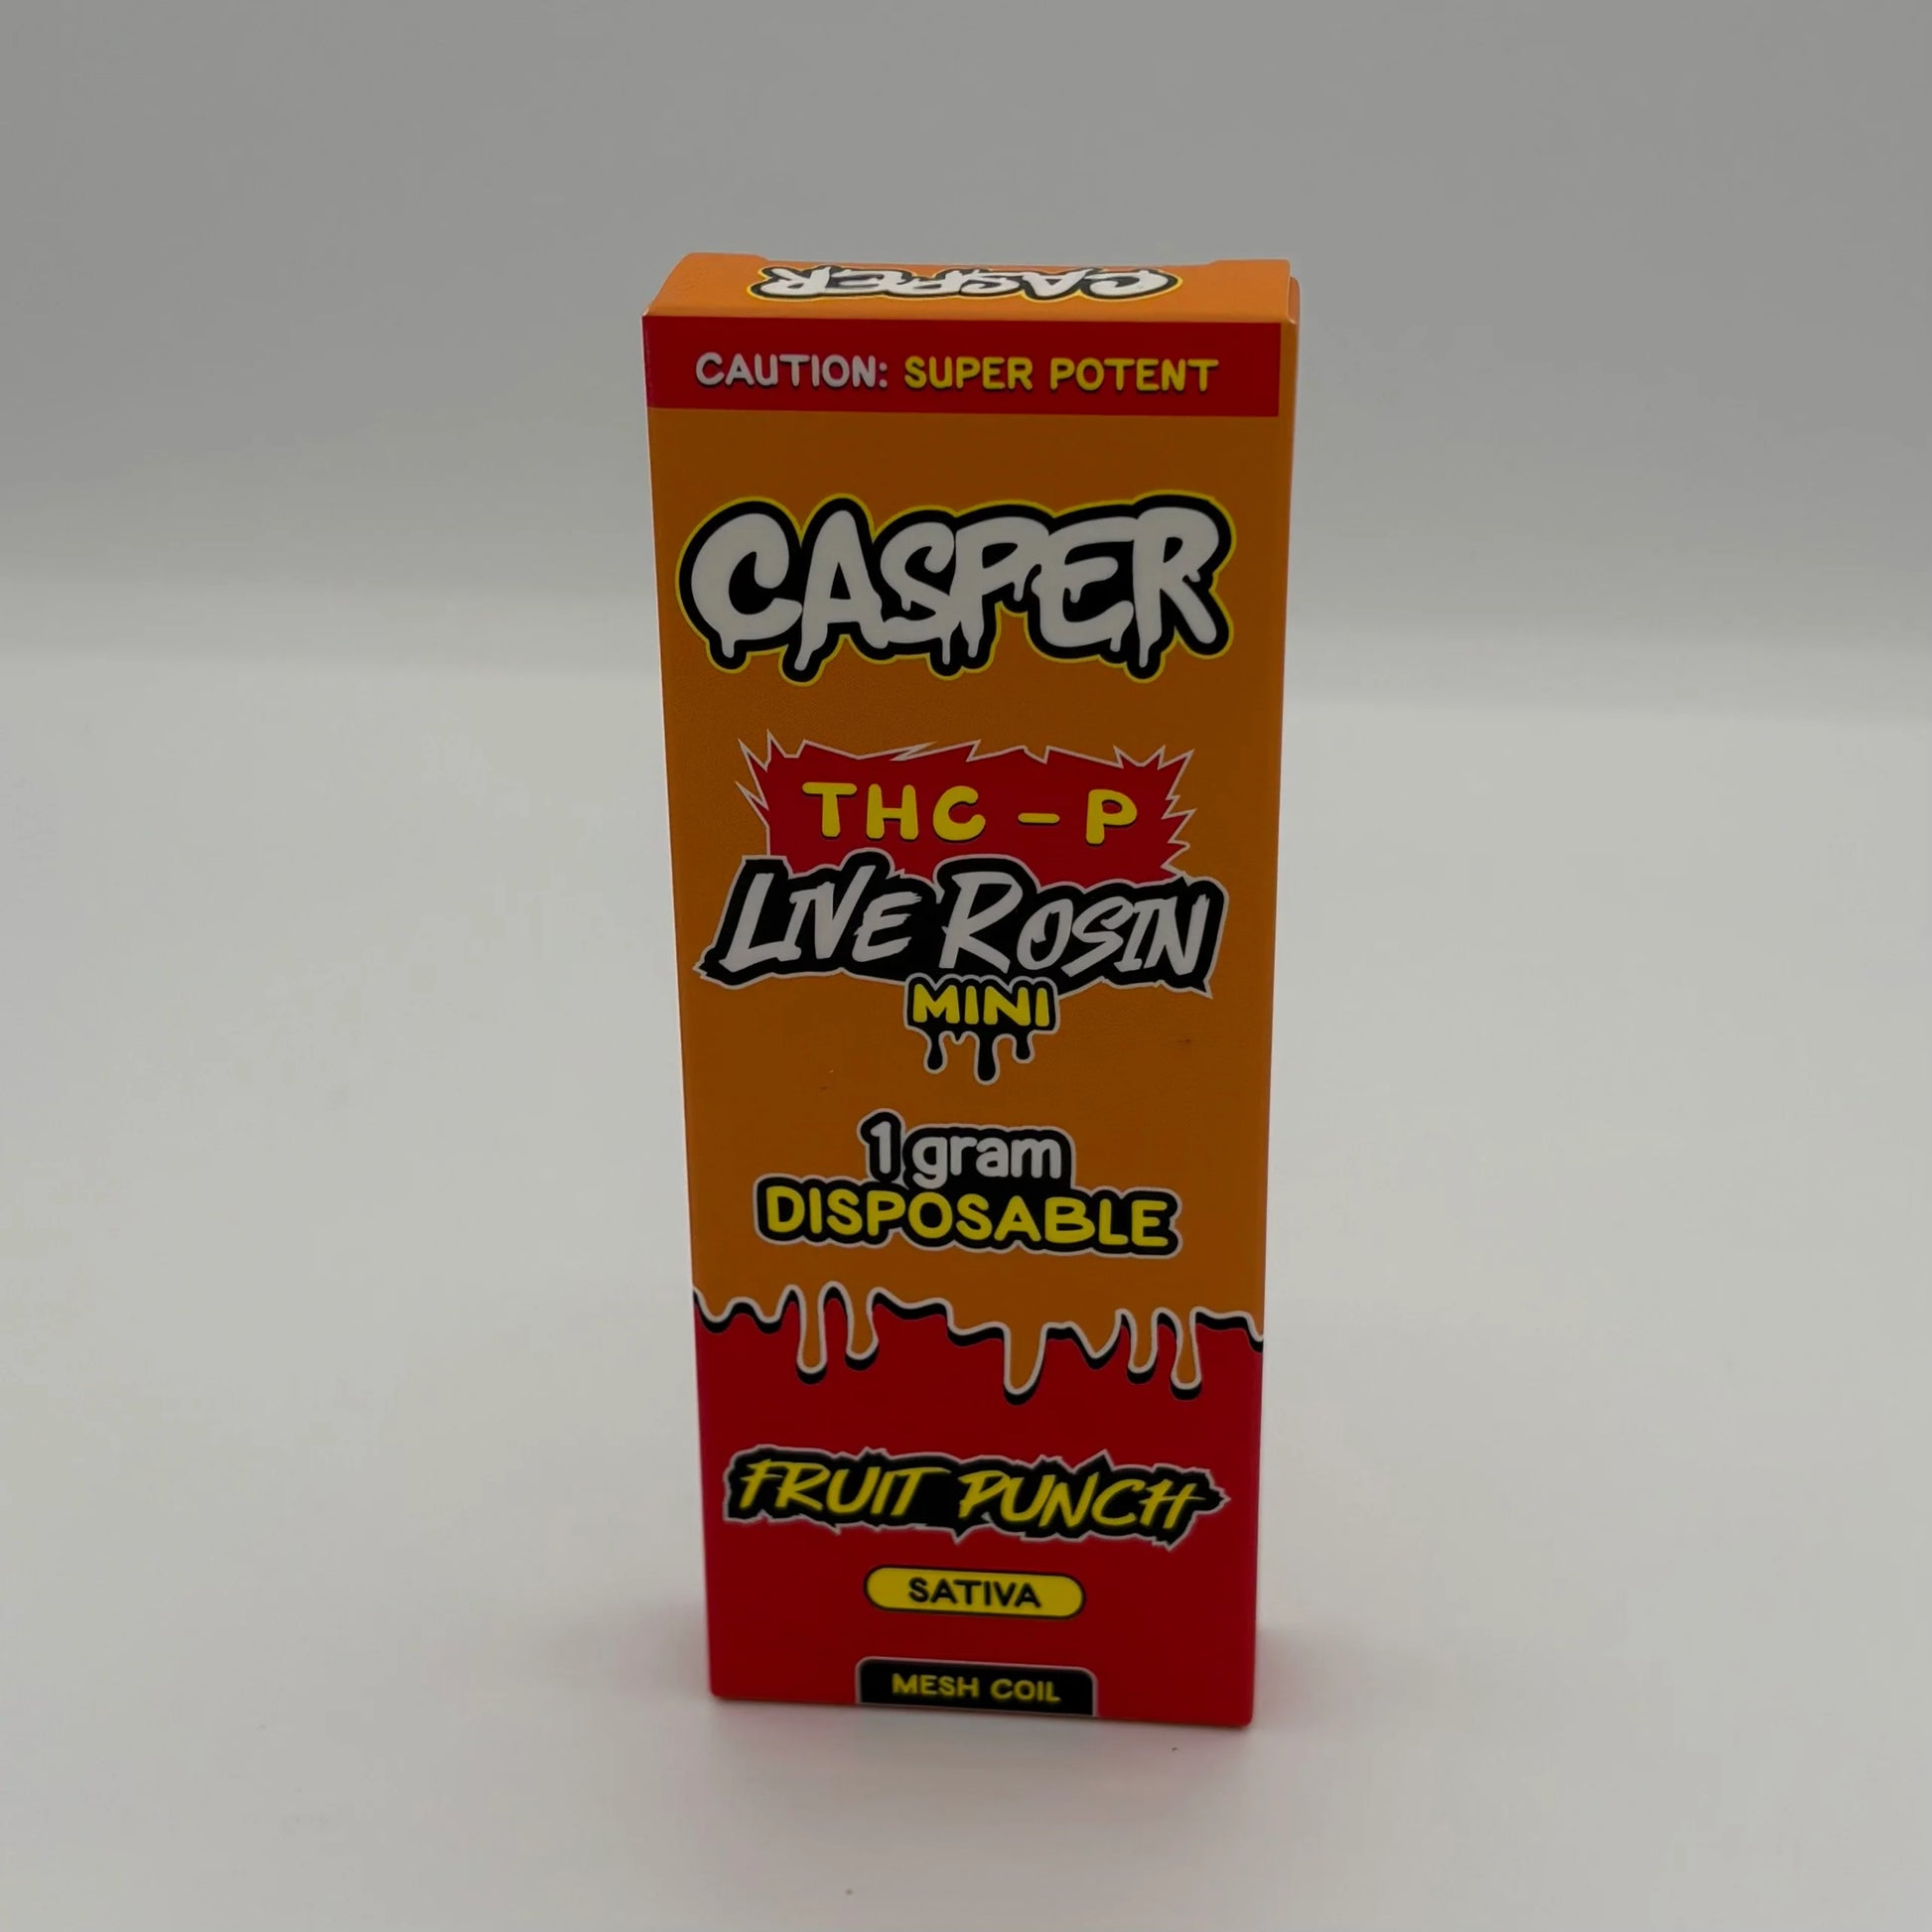 CASPER
CAUTION: SUPER POTENT
CASPER
THC-P
LIVE ROSIN
MINI
1 gram
DISPOSABLE
FRUIT PUNCH
SATIVA
MESH COIL